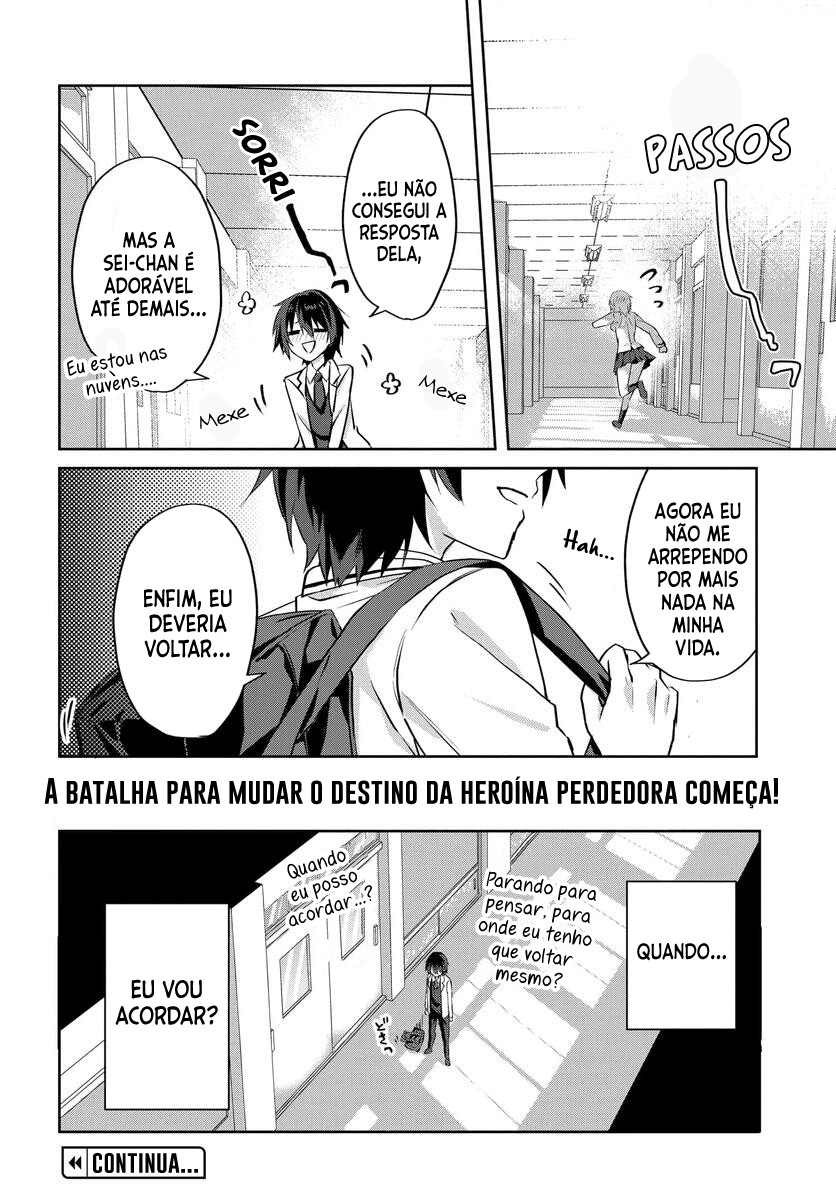 PASSOS
...EU NÃO
CONSEGUI A
RESPOSTA
DELA,
SORRI
MAS A
SEI-CHAN É
ADORÁVEL
ATÉ DEMAIS...
Eu estou nas
nuvens....
Mexe
Mexe
AGORA EU
NÃO ME
ARREPENDO
POR MAIS
NADA NA
MINHA
VIDA.
Hah...
ENFIM, EU
DEVERIA
VOLTAR...
A BATALHA PARA MUDAR O DESTINO DA HEROÍNA PERDEDORA COMEÇA!
QUANDO...
Parando para
pensar, para
onde eu tenho
que voltar
mesmo?
Quando
eu posso
acordar...?
EU VOU
ACORDAR?
CONTINUA...